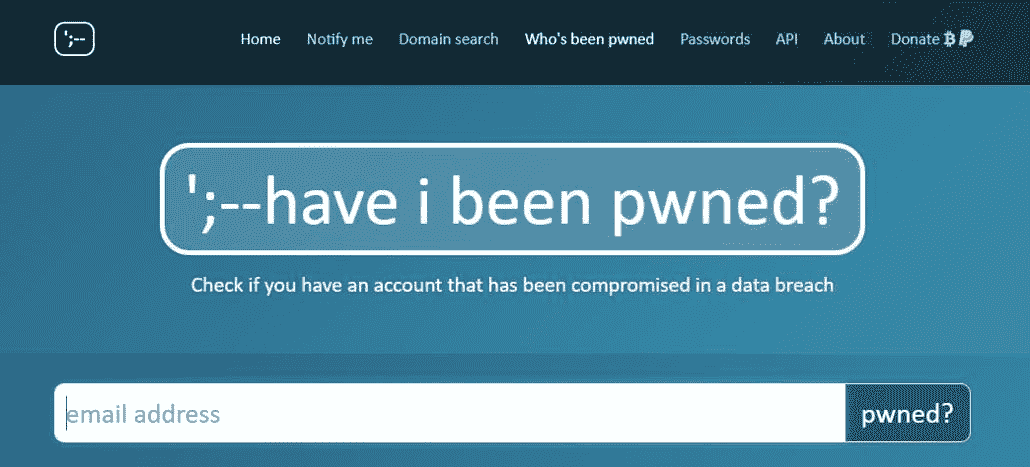 ';--
Home Notify me Domain search Who's been pwned Passwords API About Donate
';--have i been pwned?
Check if you have an account that has been compromised in a data breach
email address
pwned?